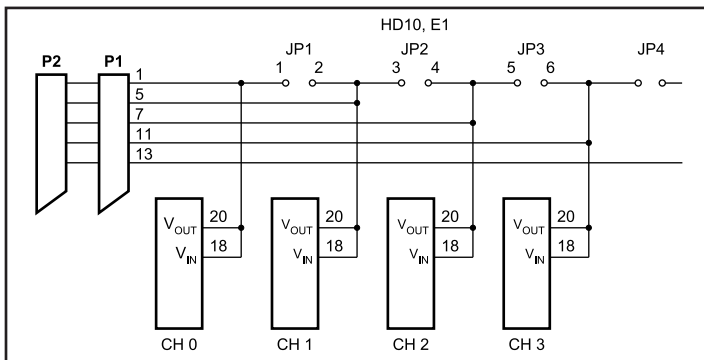 HD10, E1
P2 P1 JP1 JP2 JP3 JP4
1 1 2 3 4 5 6
5
7
11
13
VOUT 20 VOUT 20 VOUT 20 VOUT 20
VIN 18 VIN 18 VIN 18 VIN 18
CH 0 CH 1 CH 2 CH 3